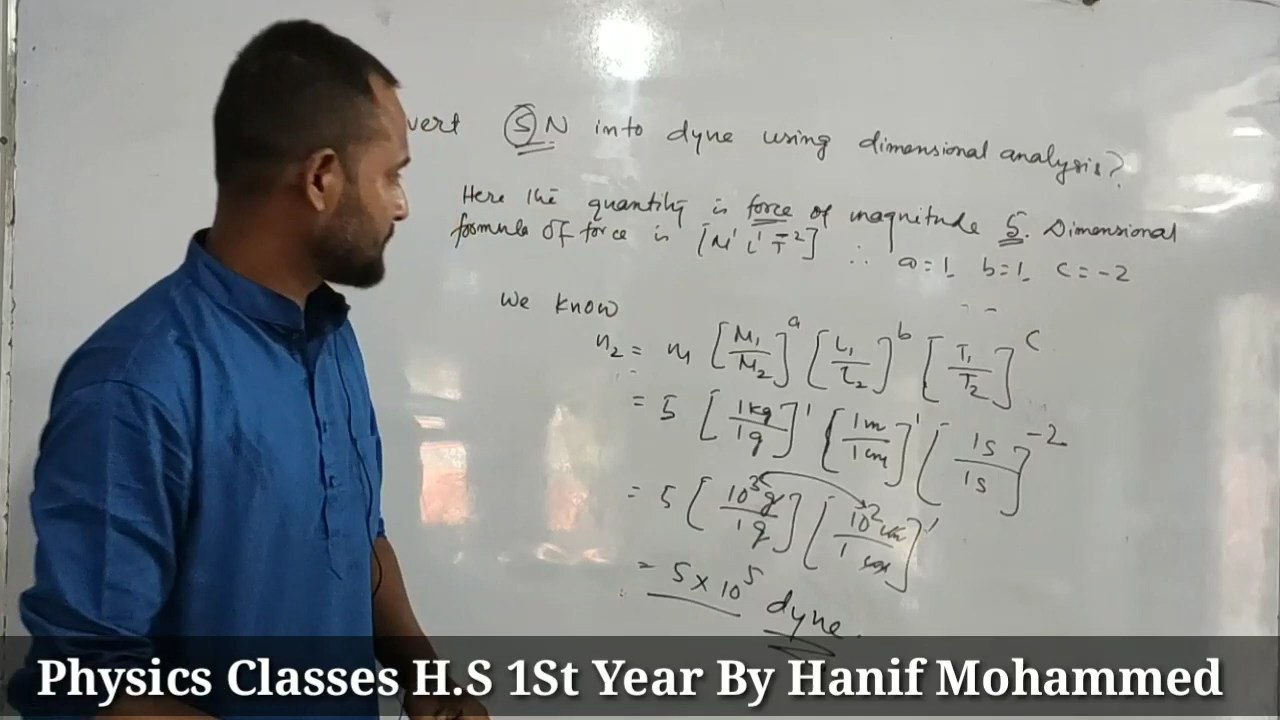 vert 5 N into dyne using dimensional analysis?
Here the quantity is force of magnitude 5. Dimensional
formula of force is [M¹ L¹ T⁻²] ∴ a=1 b=1 c=-2
We know
n₂ = n₁ [M₁/M₂]ᵃ [L₁/L₂]ᵇ [T₁/T₂]ᶜ
= 5 [1kg/1g]¹ [1m/1cm]¹ [1s/1s]⁻²
= 5 [10³g/1g] [10²cm/1cm]¹
= 5 × 10⁵ dyne.
Physics Classes H.S 1St Year By Hanif Mohammed